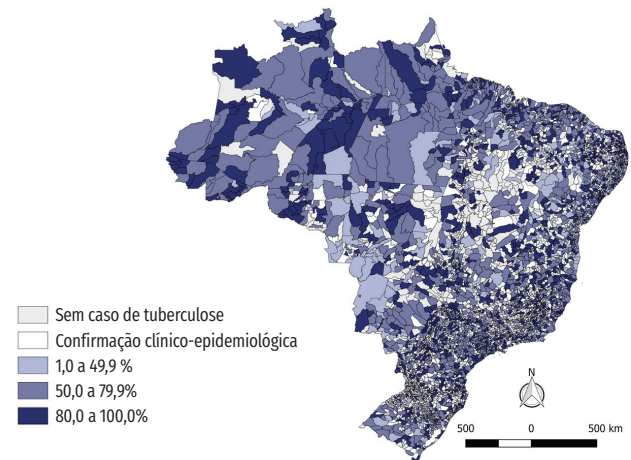 Sem caso de tuberculose
Confirmação clínico-epidemiológica
1,0 a 49,9 %
50,0 a 79,9%
80,0 a 100,0%
N
500 0 500 km